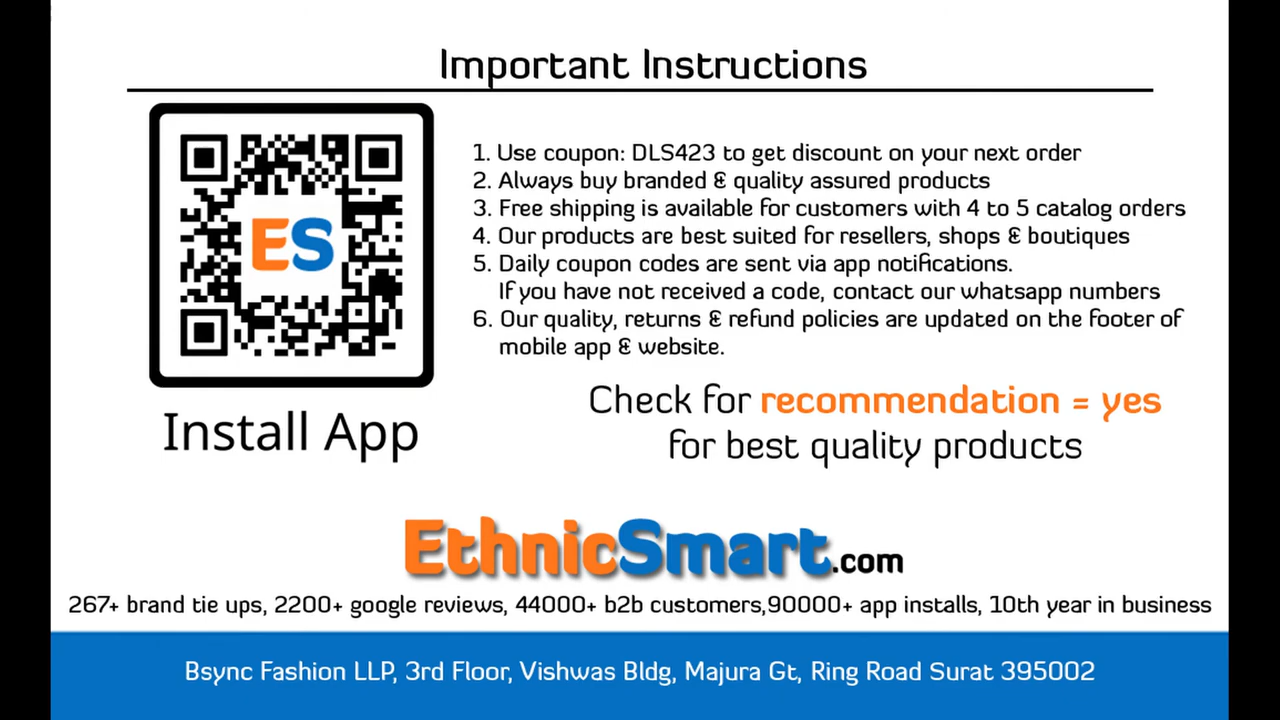 Important Instructions
ES
Install App
1. Use coupon: DLS423 to get discount on your next order
2. Always buy branded & quality assured products
3. Free shipping is available for customers with 4 to 5 catalog orders
4. Our products are best suited for resellers, shops & boutiques
5. Daily coupon codes are sent via app notifications.
If you have not received a code, contact our whatsapp numbers
6. Our quality, returns & refund policies are updated on the footer of
mobile app & website.
Check for recommendation = yes
for best quality products
EthnicSmart.com
267+ brand tie ups, 2200+ google reviews, 44000+ b2b customers,90000+ app installs, 10th year in business
Bsync Fashion LLP, 3rd Floor, Vishwas Bldg, Majura Gt, Ring Road Surat 395002